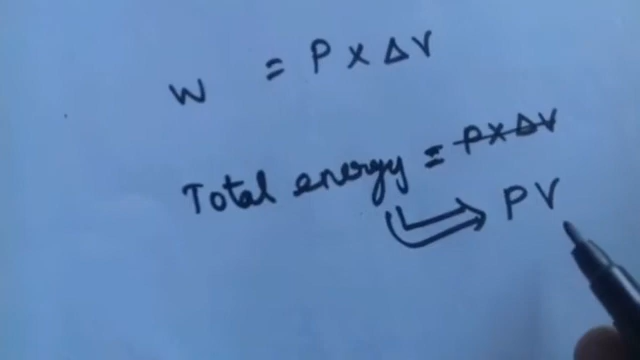 W = P × ΔV
Total energy = P × ΔV
PV